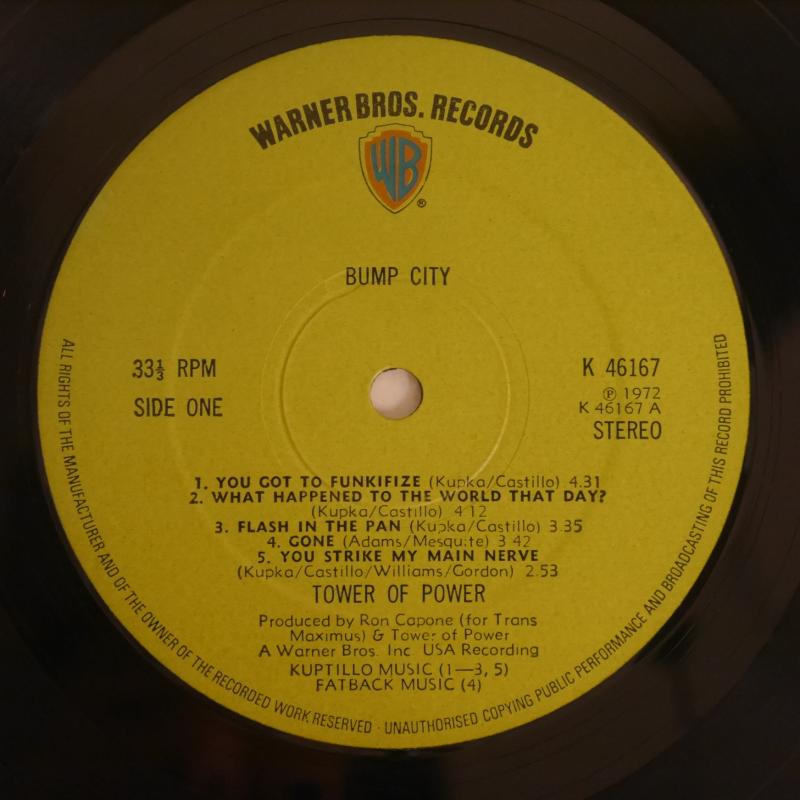 WARNER BROS. RECORDS
WB
®
BUMP CITY
33⅓ RPM
SIDE ONE
K 46167
℗ 1972
K 46167 A
STEREO
1. YOU GOT TO FUNKIFIZE (Kupka/Castillo) 4.31
2. WHAT HAPPENED TO THE WORLD THAT DAY?
(Kupka/Castillo) 4 12
3. FLASH IN THE PAN (Kupka/Castillo) 3.35
4. GONE (Adams/Mesquite) 3 42
5. YOU STRIKE MY MAIN NERVE
(Kupka/Castillo/Williams/Gordon) 2.53
TOWER OF POWER
Produced by Ron Capone (for Trans
Maximus) & Tower of Power
A Warner Bros. Inc. USA Recording
KUPTILLO MUSIC (1—3, 5)
FATBACK MUSIC (4)
ALL RIGHTS OF THE MANUFACTURER AND OF THE OWNER OF THE RECORDED WORK RESERVED · UNAUTHORISED COPYING PUBLIC PERFORMANCE AND BROADCASTING OF THIS RECORD PROHIBITED